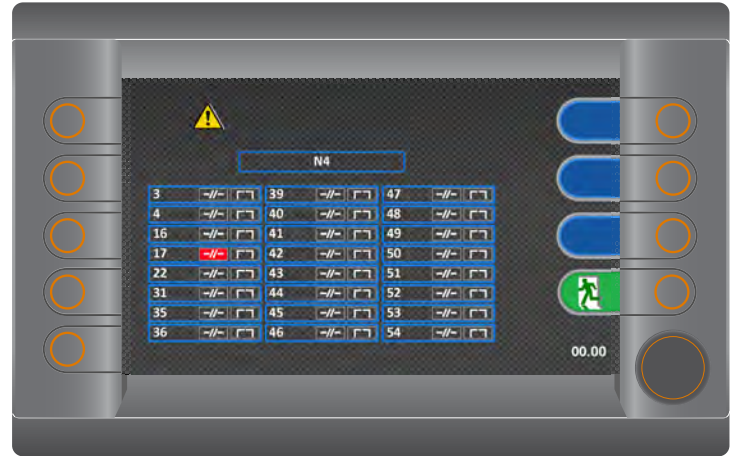 N4
3 -//- 39 -//- 47 -//-
4 -//- 40 -//- 48 -//-
16 -//- 41 -//- 49 -//-
17 -//- 42 -//- 50 -//-
22 -//- 43 -//- 51 -//-
31 -//- 44 -//- 52 -//-
35 -//- 45 -//- 53 -//-
36 -//- 46 -//- 54 -//-
00.00